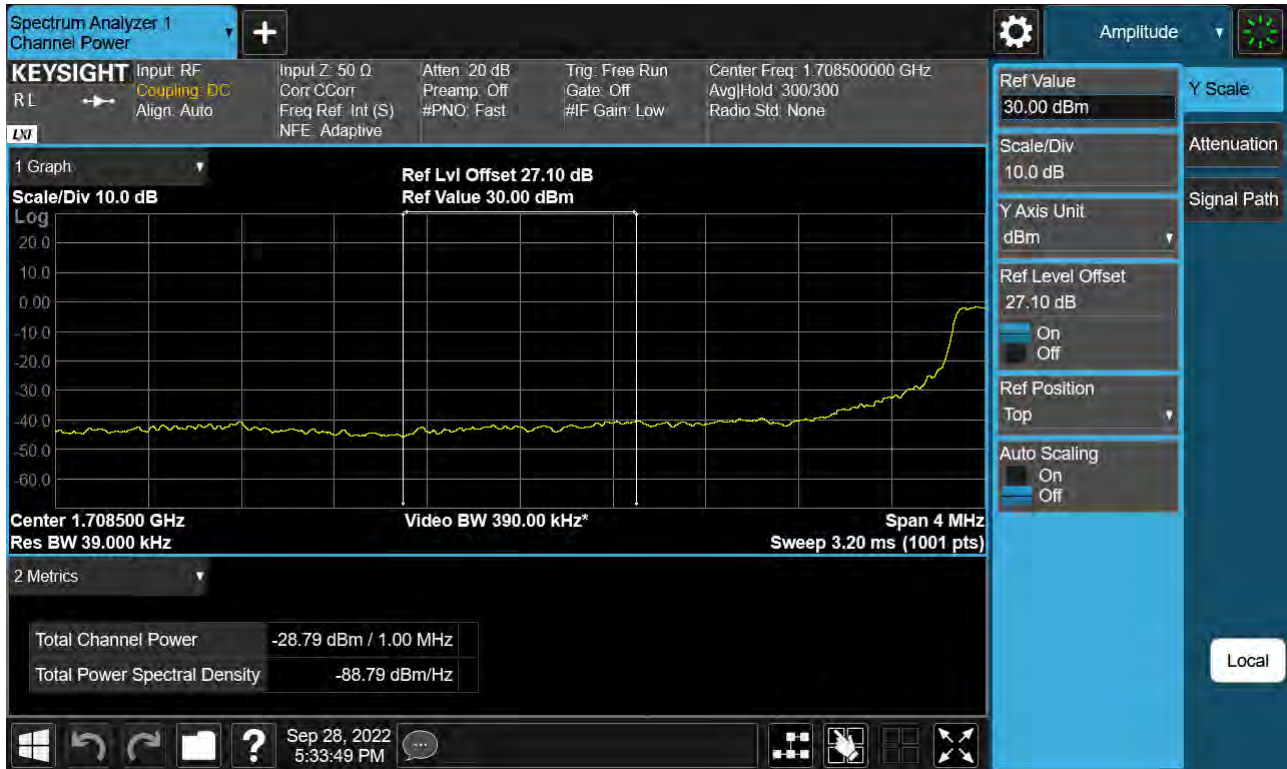 Spectrum Analyzer 1
Channel Power
+
Amplitude
KEYSIGHT
RL
LXI
Input: RF
Coupling: DC
Align: Auto
Input Z: 50 Ω
Corr CCorr
Freq Ref: Int (S)
NFE: Adaptive
Atten: 20 dB
Preamp: Off
#PNO: Fast
Trig: Free Run
Gate: Off
#IF Gain: Low
Center Freq: 1.708500000 GHz
Avg|Hold: 300/300
Radio Std: None
1 Graph
Scale/Div 10.0 dB
Ref Lvl Offset 27.10 dB
Ref Value 30.00 dBm
Log
20.0
10.0
0.00
-10.0
-20.0
-30.0
-40.0
-50.0
-60.0
Center 1.708500 GHz
Video BW 390.00 kHz*
Span 4 MHz
Res BW 39.000 kHz
Sweep 3.20 ms (1001 pts)
2 Metrics
Total Channel Power -28.79 dBm / 1.00 MHz
Total Power Spectral Density -88.79 dBm/Hz
Ref Value
30.00 dBm
Scale/Div
10.0 dB
Y Axis Unit
dBm
Ref Level Offset
27.10 dB
On
Off
Ref Position
Top
Auto Scaling
On
Off
Y Scale
Attenuation
Signal Path
Local
?
Sep 28, 2022
5:33:49 PM